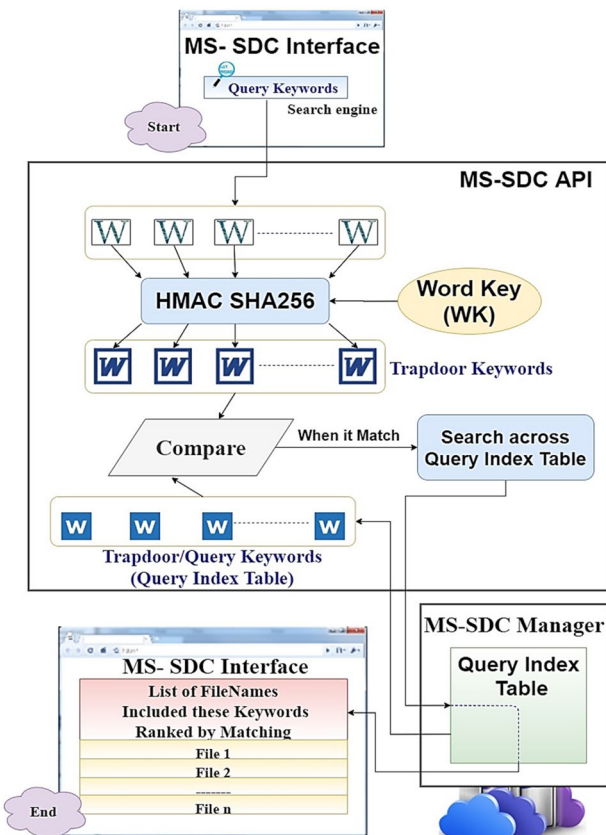 MS- SDC Interface
Query Keywords
Search engine
Start
MS-SDC API
W W W W
HMAC SHA256
Word Key
(WK)
W W W W
Trapdoor Keywords
Compare
When it Match
Search across
Query Index Table
W W W W
Trapdoor/Query Keywords
(Query Index Table)
MS-SDC Manager
Query Index
Table
MS- SDC Interface
List of FileNames
Included these Keywords
Ranked by Matching
File 1
File 2
-------
File n
End